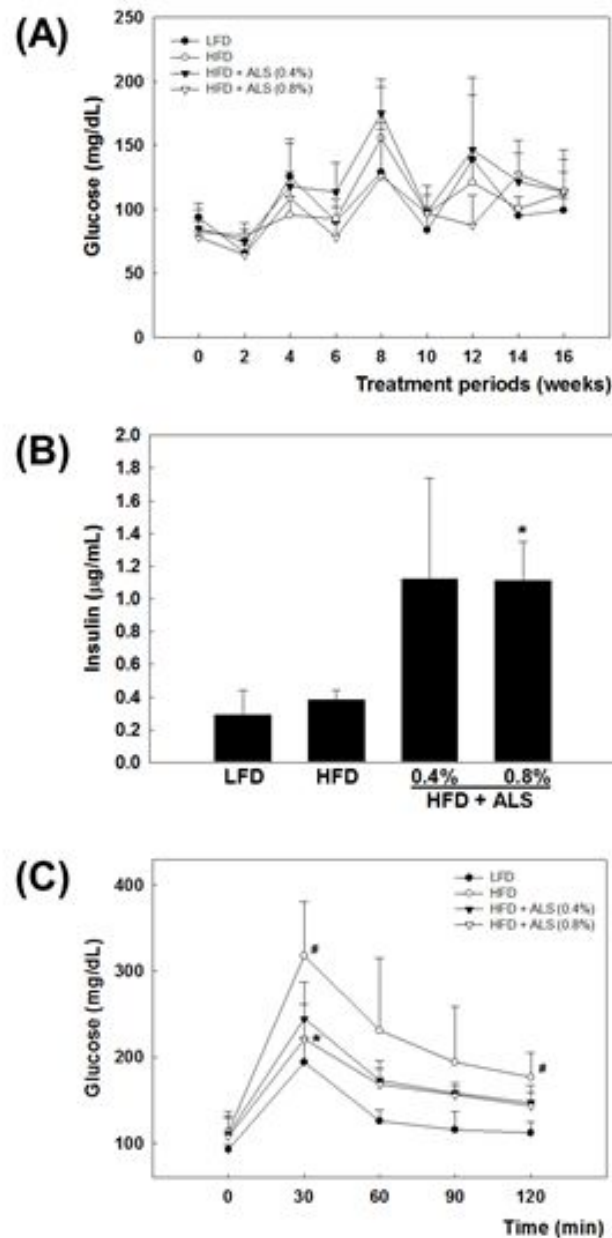 (A)
LFD
HFD
HFD + ALS (0.4%)
HFD + ALS (0.8%)
Glucose (mg/dL)
250
200
150
100
50
0
0 2 4 6 8 10 12 14 16
Treatment periods (weeks)
(B)
Insulin (μg/mL)
2.0
1.8
1.6
1.4
1.2
1.0
0.8
0.6
0.4
0.2
0.0
*
LFD HFD 0.4% 0.8%
HFD + ALS
(C)
LFD
HFD
HFD + ALS (0.4%)
HFD + ALS (0.8%)
Glucose (mg/dL)
400
300
200
100
#
*
#
0 30 60 90 120
Time (min)